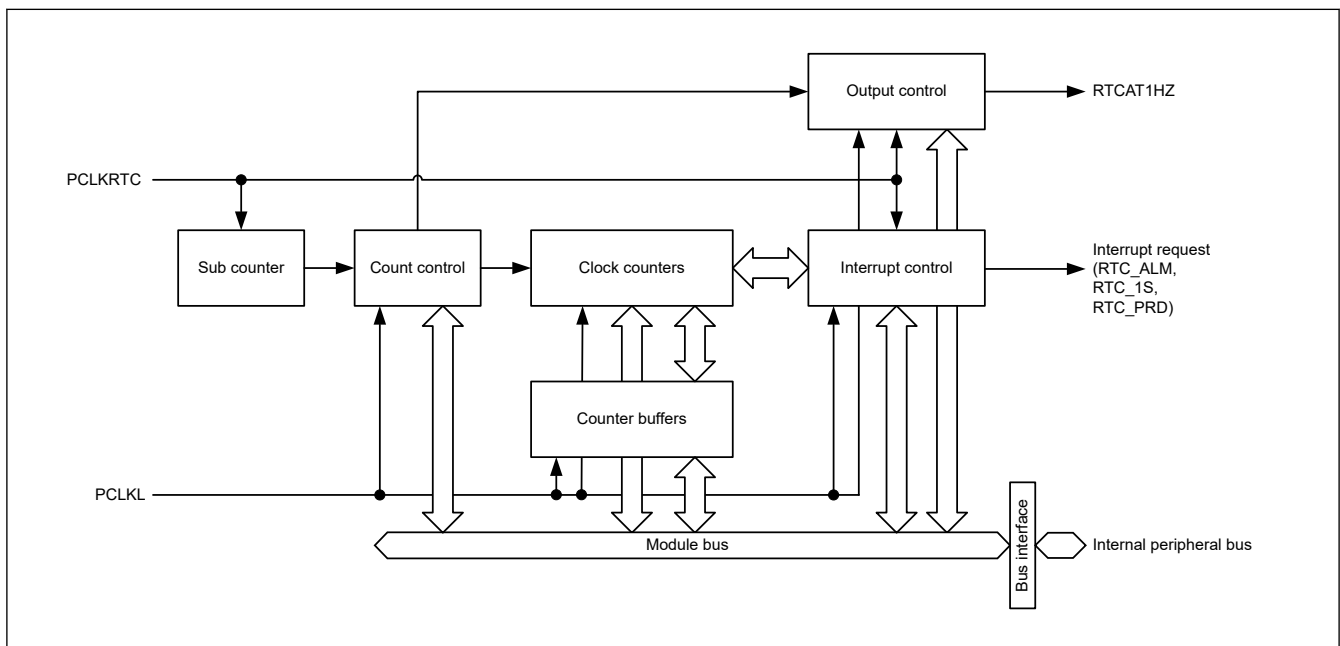 Output control
RTCAT1HZ
PCLKRTC
Sub counter
Count control
Clock counters
Interrupt control
Interrupt request
(RTC_ALM,
RTC_1S,
RTC_PRD)
Counter buffers
PCLKL
Module bus
Bus interface
Internal peripheral bus